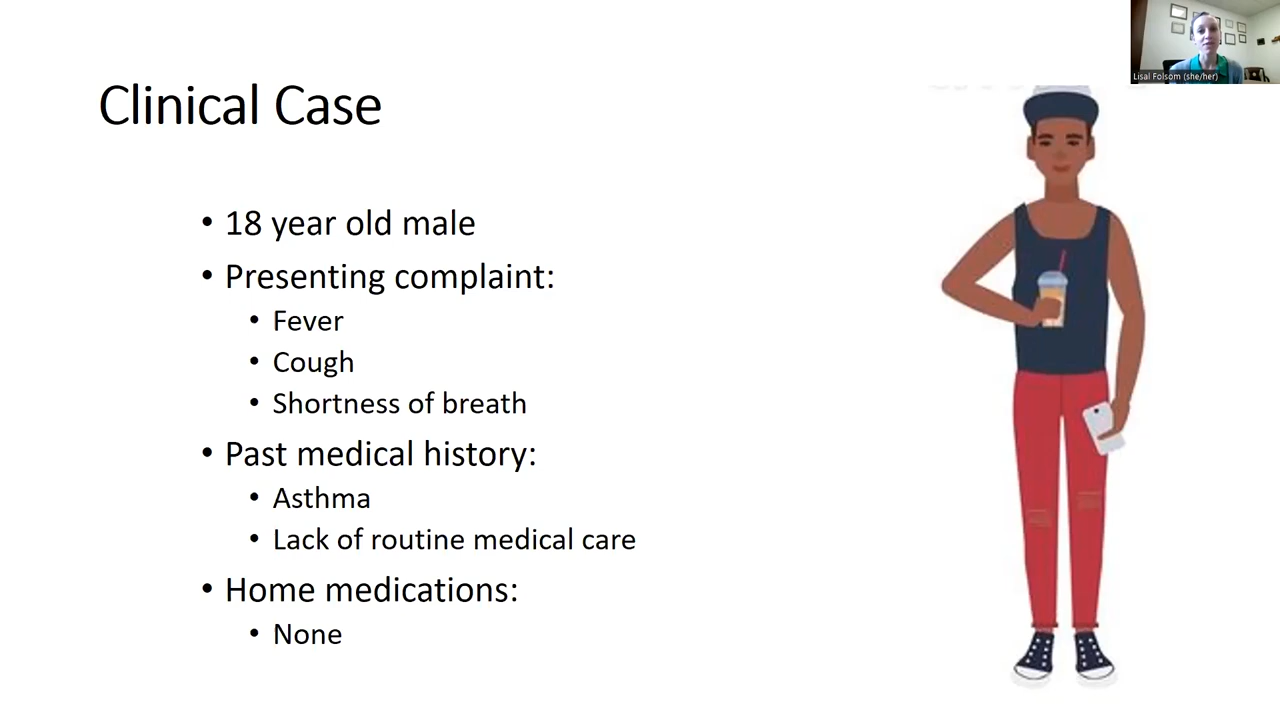 Lisal Folsom (she/her)
Clinical Case
• 18 year old male
• Presenting complaint:
• Fever
• Cough
• Shortness of breath
• Past medical history:
• Asthma
• Lack of routine medical care
• Home medications:
• None